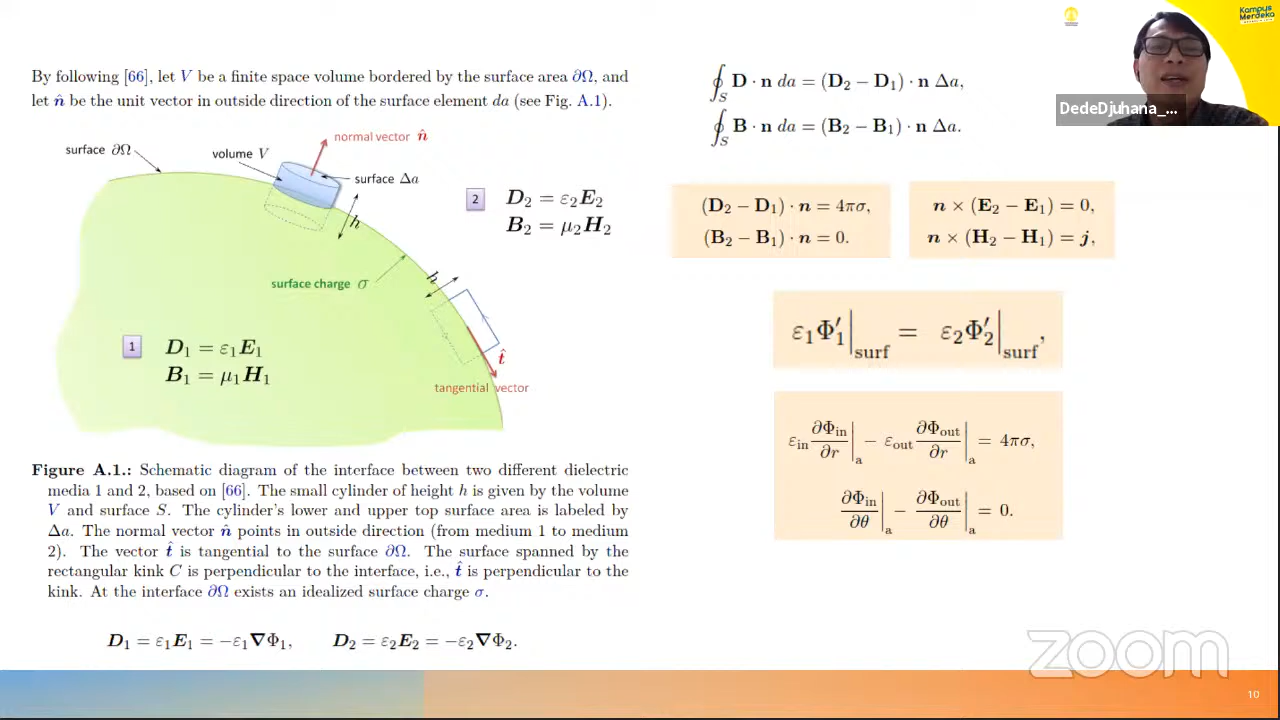 By following [66], let V be a finite space volume bordered by the surface area ∂Ω, and
let n̂ be the unit vector in outside direction of the surface element da (see Fig. A.1).
surface ∂Ω
volume V
normal vector n̂
surface Δa
h
2
D₂ = ε₂E₂
B₂ = μ₂H₂
surface charge σ
h
1
D₁ = ε₁E₁
B₁ = μ₁H₁
t̂
tangential vector
Figure A.1.: Schematic diagram of the interface between two different dielectric
media 1 and 2, based on [66]. The small cylinder of height h is given by the volume
V and surface S. The cylinder's lower and upper top surface area is labeled by
Δa. The normal vector n̂ points in outside direction (from medium 1 to medium
2). The vector t̂ is tangential to the surface ∂Ω. The surface spanned by the
rectangular kink C is perpendicular to the interface, i.e., t̂ is perpendicular to the
kink. At the interface ∂Ω exists an idealized surface charge σ.
D₁ = ε₁E₁ = −ε₁∇Φ₁, D₂ = ε₂E₂ = −ε₂∇Φ₂.
∮_S D · n da = (D₂ − D₁) · n Δa,
∮_S B · n da = (B₂ − B₁) · n Δa.
(D₂ − D₁) · n = 4πσ,
(B₂ − B₁) · n = 0.
n × (E₂ − E₁) = 0,
n × (H₂ − H₁) = j,
ε₁Φ′₁|surf = ε₂Φ′₂|surf,
ε_in ∂Φ_in/∂r|a − ε_out ∂Φ_out/∂r|a = 4πσ,
∂Φ_in/∂θ|a − ∂Φ_out/∂θ|a = 0.
Kampus
Merdeka
DedeDjuhana_...
zoom
10